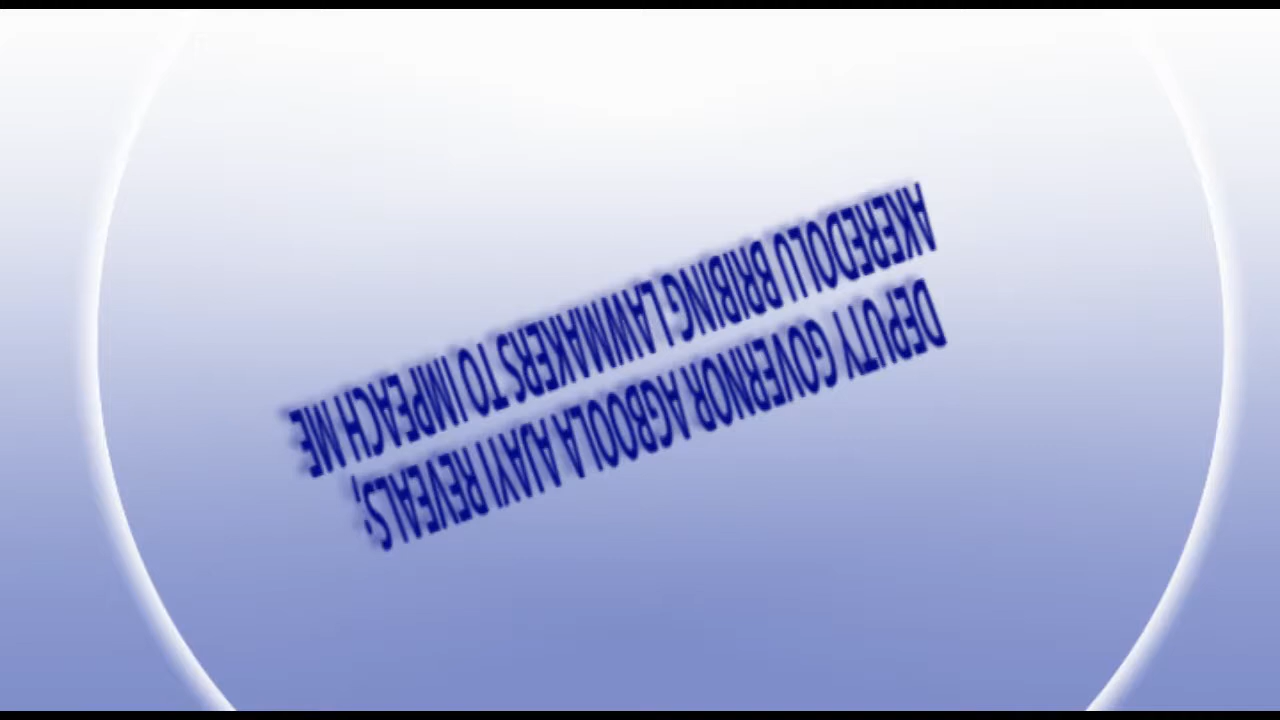 DEPUTY GOVERNOR AGBOOLA AJAYI REVEALS;
AKEREDOLU BRIBING LAWMAKERS TO IMPEACH ME